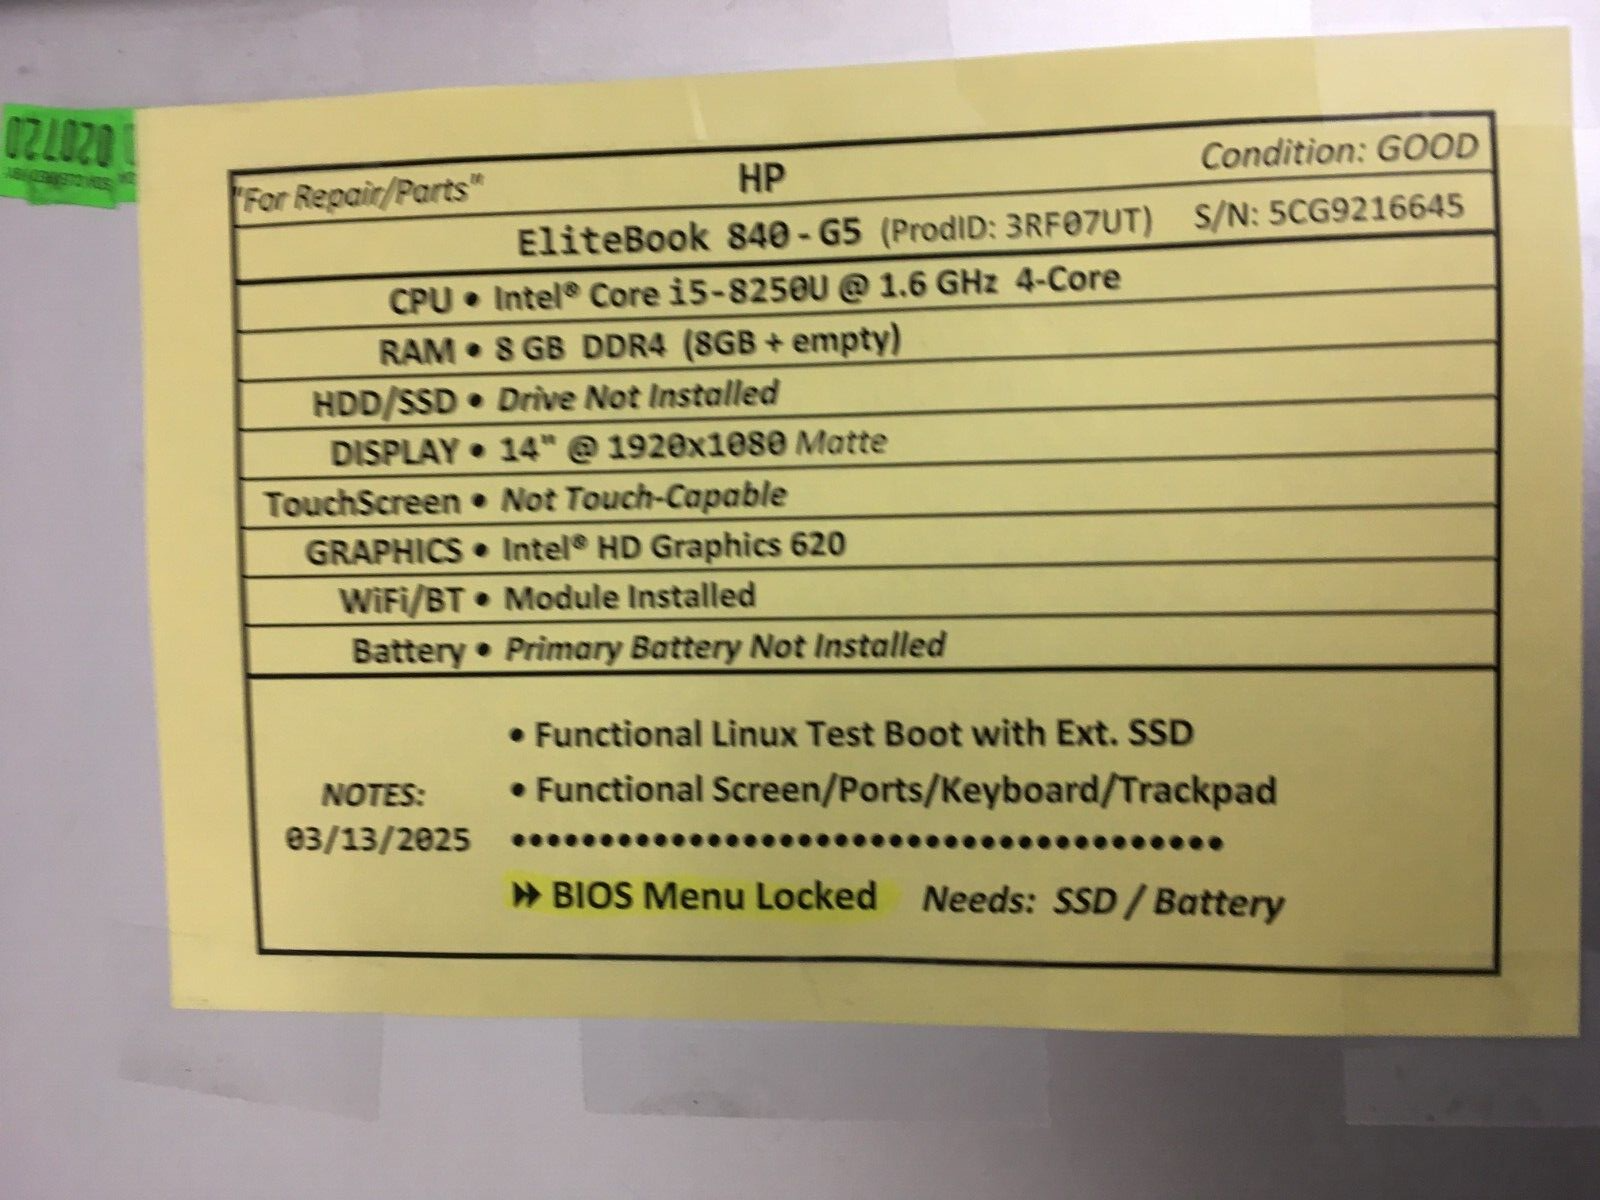 020720
"For Repair/Parts" HP Condition: GOOD
EliteBook 840 - G5 (ProdID: 3RF07UT) S/N: 5CG9216645
CPU • Intel® Core i5-8250U @ 1.6 GHz 4-Core
RAM • 8 GB DDR4 (8GB + empty)
HDD/SSD • Drive Not Installed
DISPLAY • 14" @ 1920x1080 Matte
TouchScreen • Not Touch-Capable
GRAPHICS • Intel® HD Graphics 620
WiFi/BT • Module Installed
Battery • Primary Battery Not Installed
• Functional Linux Test Boot with Ext. SSD
NOTES: • Functional Screen/Ports/Keyboard/Trackpad
03/13/2025
BIOS Menu Locked Needs: SSD / Battery